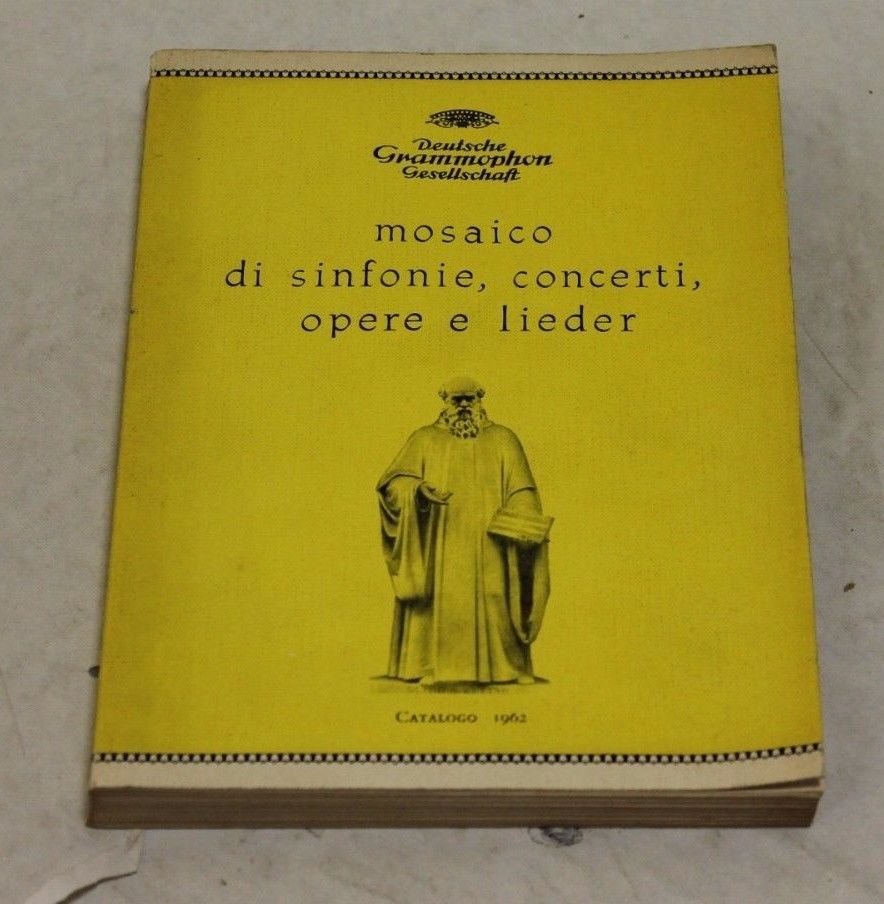 Deutsche
Grammophon
Gesellschaft
mosaico
di sinfonie, concerti,
opere e lieder
CATALOGO 1962